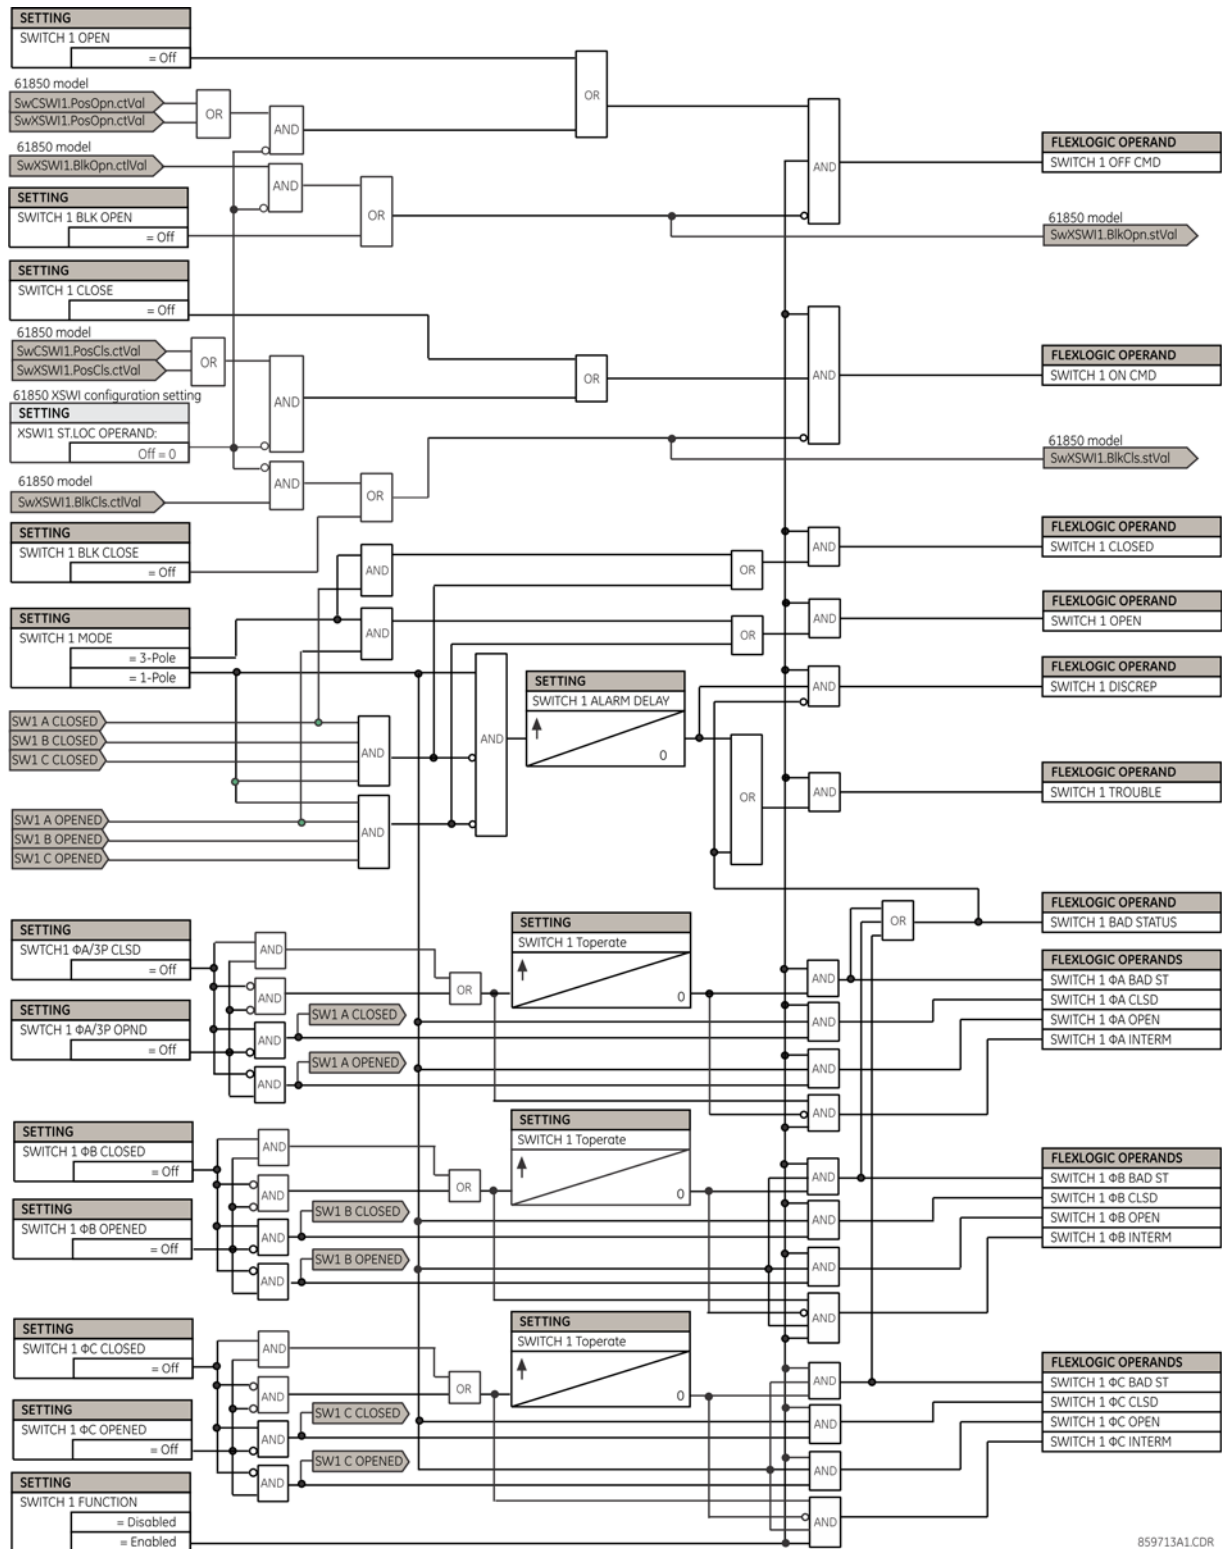 SETTING
SWITCH 1 OPEN
= Off
61850 model
SwCSWI1.PosOpn.ctVal
SwXSWI1.PosOpn.ctVal
OR
AND
OR
AND
FLEXLOGIC OPERAND
SWITCH 1 OFF CMD
61850 model
SwXSWI1.BlkOpn.ctlVal
AND
SETTING
SWITCH 1 BLK OPEN
= Off
OR
61850 model
SwXSWI1.BlkOpn.stVal
SETTING
SWITCH 1 CLOSE
= Off
61850 model
SwCSWI1.PosCls.ctVal
SwXSWI1.PosCls.ctVal
OR
AND
OR
AND
FLEXLOGIC OPERAND
SWITCH 1 ON CMD
61850 XSWI configuration setting
SETTING
XSWI1 ST.LOC OPERAND:
Off = 0
61850 model
SwXSWI1.BlkCls.stVal
61850 model
SwXSWI1.BlkCls.ctlVal
AND
OR
SETTING
SWITCH 1 BLK CLOSE
= Off
AND
OR
AND
FLEXLOGIC OPERAND
SWITCH 1 CLOSED
SETTING
SWITCH 1 MODE
= 3-Pole
= 1-Pole
AND
OR
AND
FLEXLOGIC OPERAND
SWITCH 1 OPEN
SETTING
SWITCH 1 ALARM DELAY
0
AND
FLEXLOGIC OPERAND
SWITCH 1 DISCREP
SW1 A CLOSED
SW1 B CLOSED
SW1 C CLOSED
AND
AND
OR
AND
FLEXLOGIC OPERAND
SWITCH 1 TROUBLE
SW1 A OPENED
SW1 B OPENED
SW1 C OPENED
AND
OR
FLEXLOGIC OPERAND
SWITCH 1 BAD STATUS
SETTING
SWTCH1 ΦA/3P CLSD
= Off
SETTING
SWTCH 1 ΦA/3P OPND
= Off
AND
AND
AND
AND
OR
SW1 A CLOSED
SW1 A OPENED
SETTING
SWITCH 1 Toperate
0
AND
AND
AND
AND
FLEXLOGIC OPERANDS
SWITCH 1 ΦA BAD ST
SWITCH 1 ΦA CLSD
SWITCH 1 ΦA OPEN
SWITCH 1 ΦA INTERM
SETTING
SWITCH 1 ΦB CLOSED
= Off
SETTING
SWITCH 1 ΦB OPENED
= Off
AND
AND
AND
AND
OR
SW1 B CLOSED
SW1 B OPENED
SETTING
SWITCH 1 Toperate
0
AND
AND
AND
AND
FLEXLOGIC OPERANDS
SWITCH 1 ΦB BAD ST
SWITCH 1 ΦB CLSD
SWITCH 1 ΦB OPEN
SWITCH 1 ΦB INTERM
SETTING
SWITCH 1 ΦC CLOSED
= Off
SETTING
SWITCH 1 ΦC OPENED
= Off
AND
AND
AND
AND
OR
SW1 C CLOSED
SW1 C OPENED
SETTING
SWITCH 1 Toperate
0
AND
AND
AND
AND
FLEXLOGIC OPERANDS
SWITCH 1 ΦC BAD ST
SWITCH 1 ΦC CLSD
SWITCH 1 ΦC OPEN
SWITCH 1 ΦC INTERM
SETTING
SWITCH 1 FUNCTION
= Disabled
= Enabled
859713A1.CDR